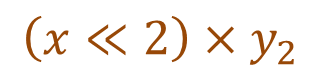 (x ≪ 2) × y₂